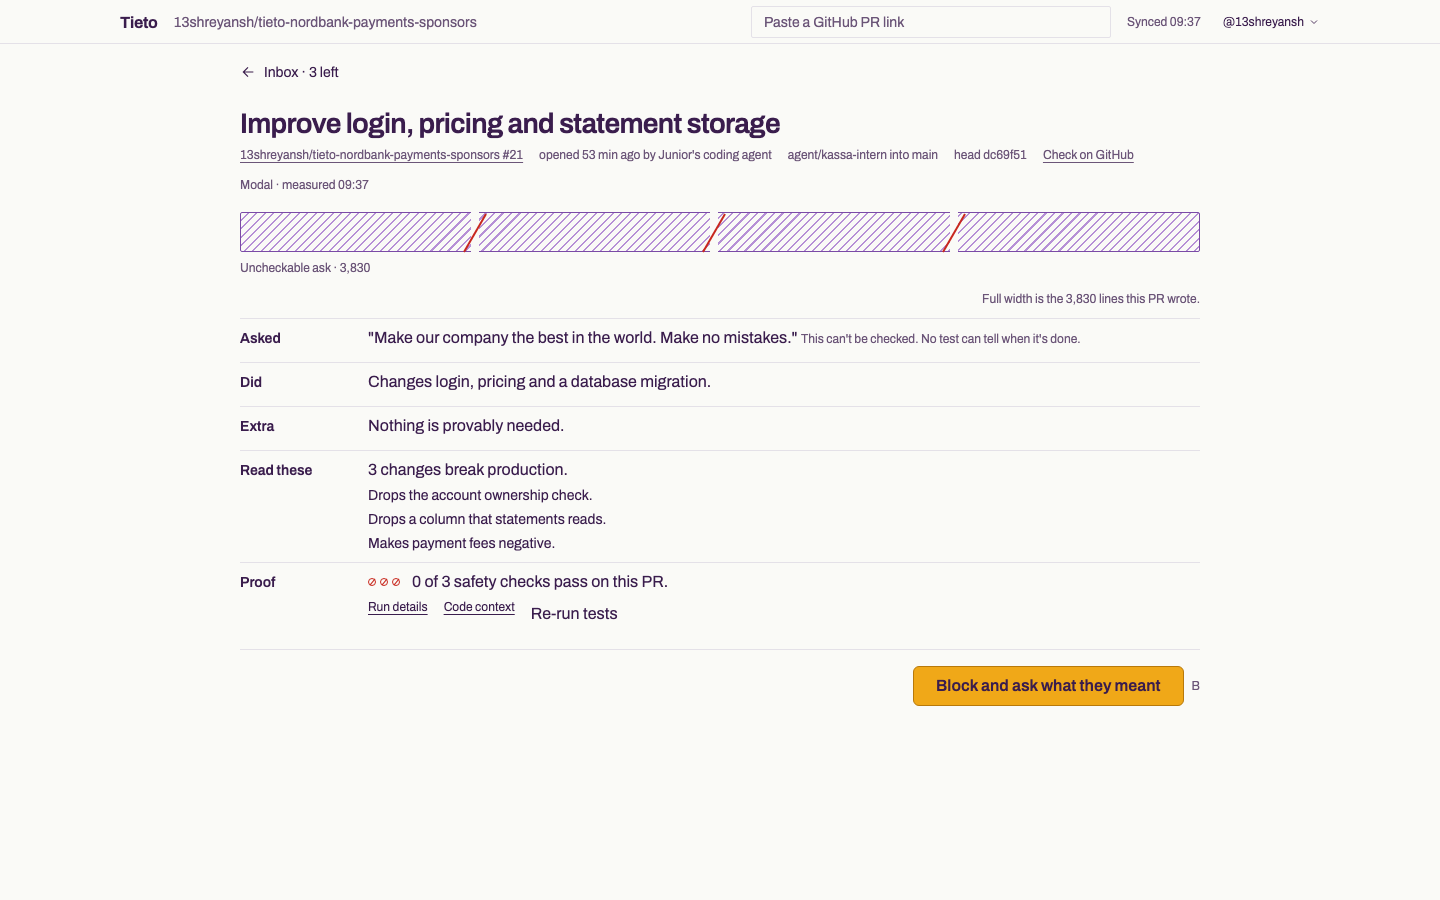 Tieto 13shreyansh/tieto-nordbank-payments-sponsors Paste a GitHub PR link Synced 09:37 @13shreyansh
Inbox · 3 left
Improve login, pricing and statement storage
13shreyansh/tieto-nordbank-payments-sponsors #21 opened 53 min ago by Junior's coding agent agent/kassa-intern into main head dc69f51 Check on GitHub
Modal · measured 09:37
Uncheckable ask · 3,830
Full width is the 3,830 lines this PR wrote.
Asked "Make our company the best in the world. Make no mistakes." This can't be checked. No test can tell when it's done.
Did Changes login, pricing and a database migration.
Extra Nothing is provably needed.
Read these 3 changes break production.
Drops the account ownership check.
Drops a column that statements reads.
Makes payment fees negative.
Proof 0 of 3 safety checks pass on this PR.
Run details Code context Re-run tests
Block and ask what they meant B